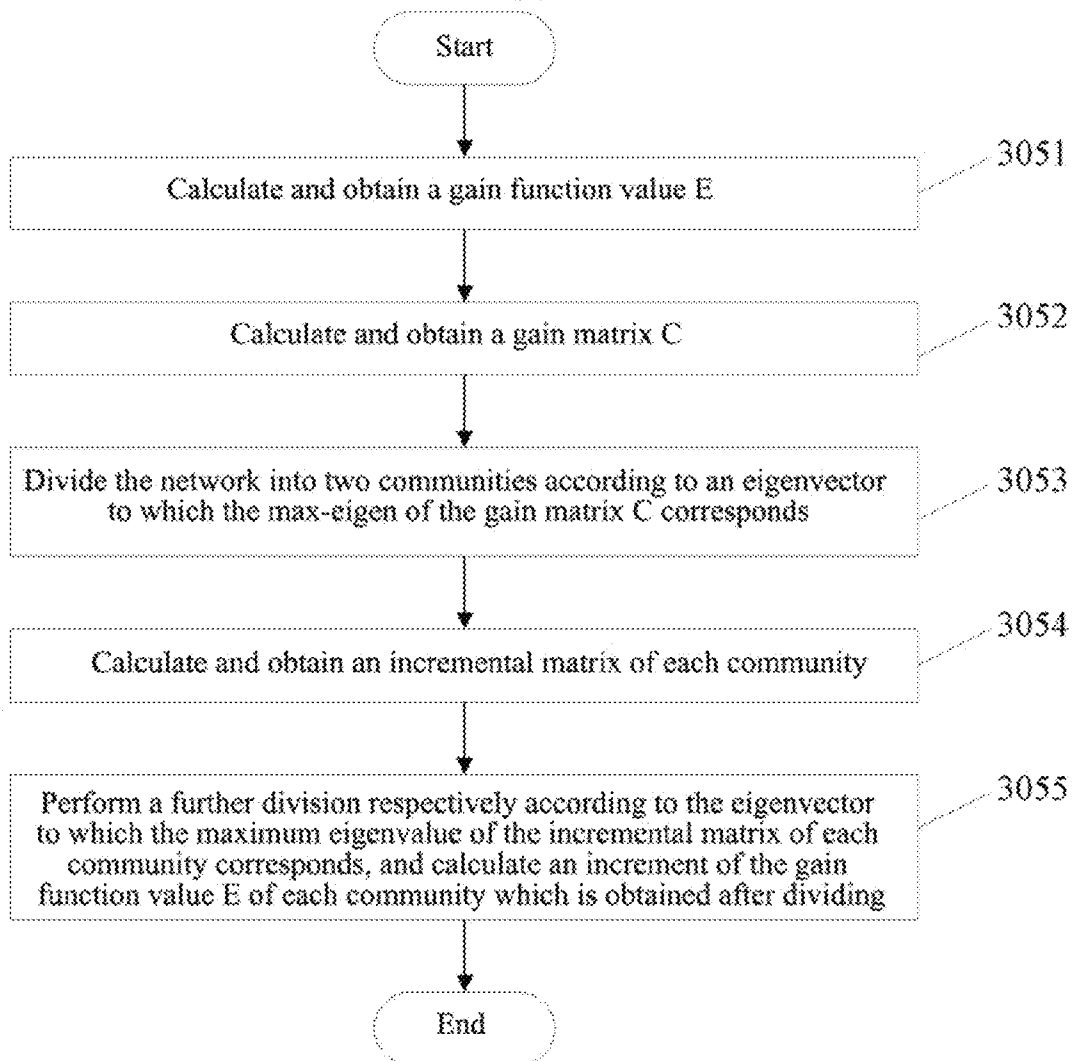 Start
3051
Calculate and obtain a gain function value E
3052
Calculate and obtain a gain matrix C
3053
Divide the network into two communities according to an eigenvector
to which the max-eigen of the gain matrix C corresponds
3054
Calculate and obtain an incremental matrix of each community
3055
Perform a further division respectively according to the eigenvector
to which the maximum eigenvalue of the incremental matrix of each
community corresponds, and calculate an increment of the gain
function value E of each community which is obtained after dividing
End